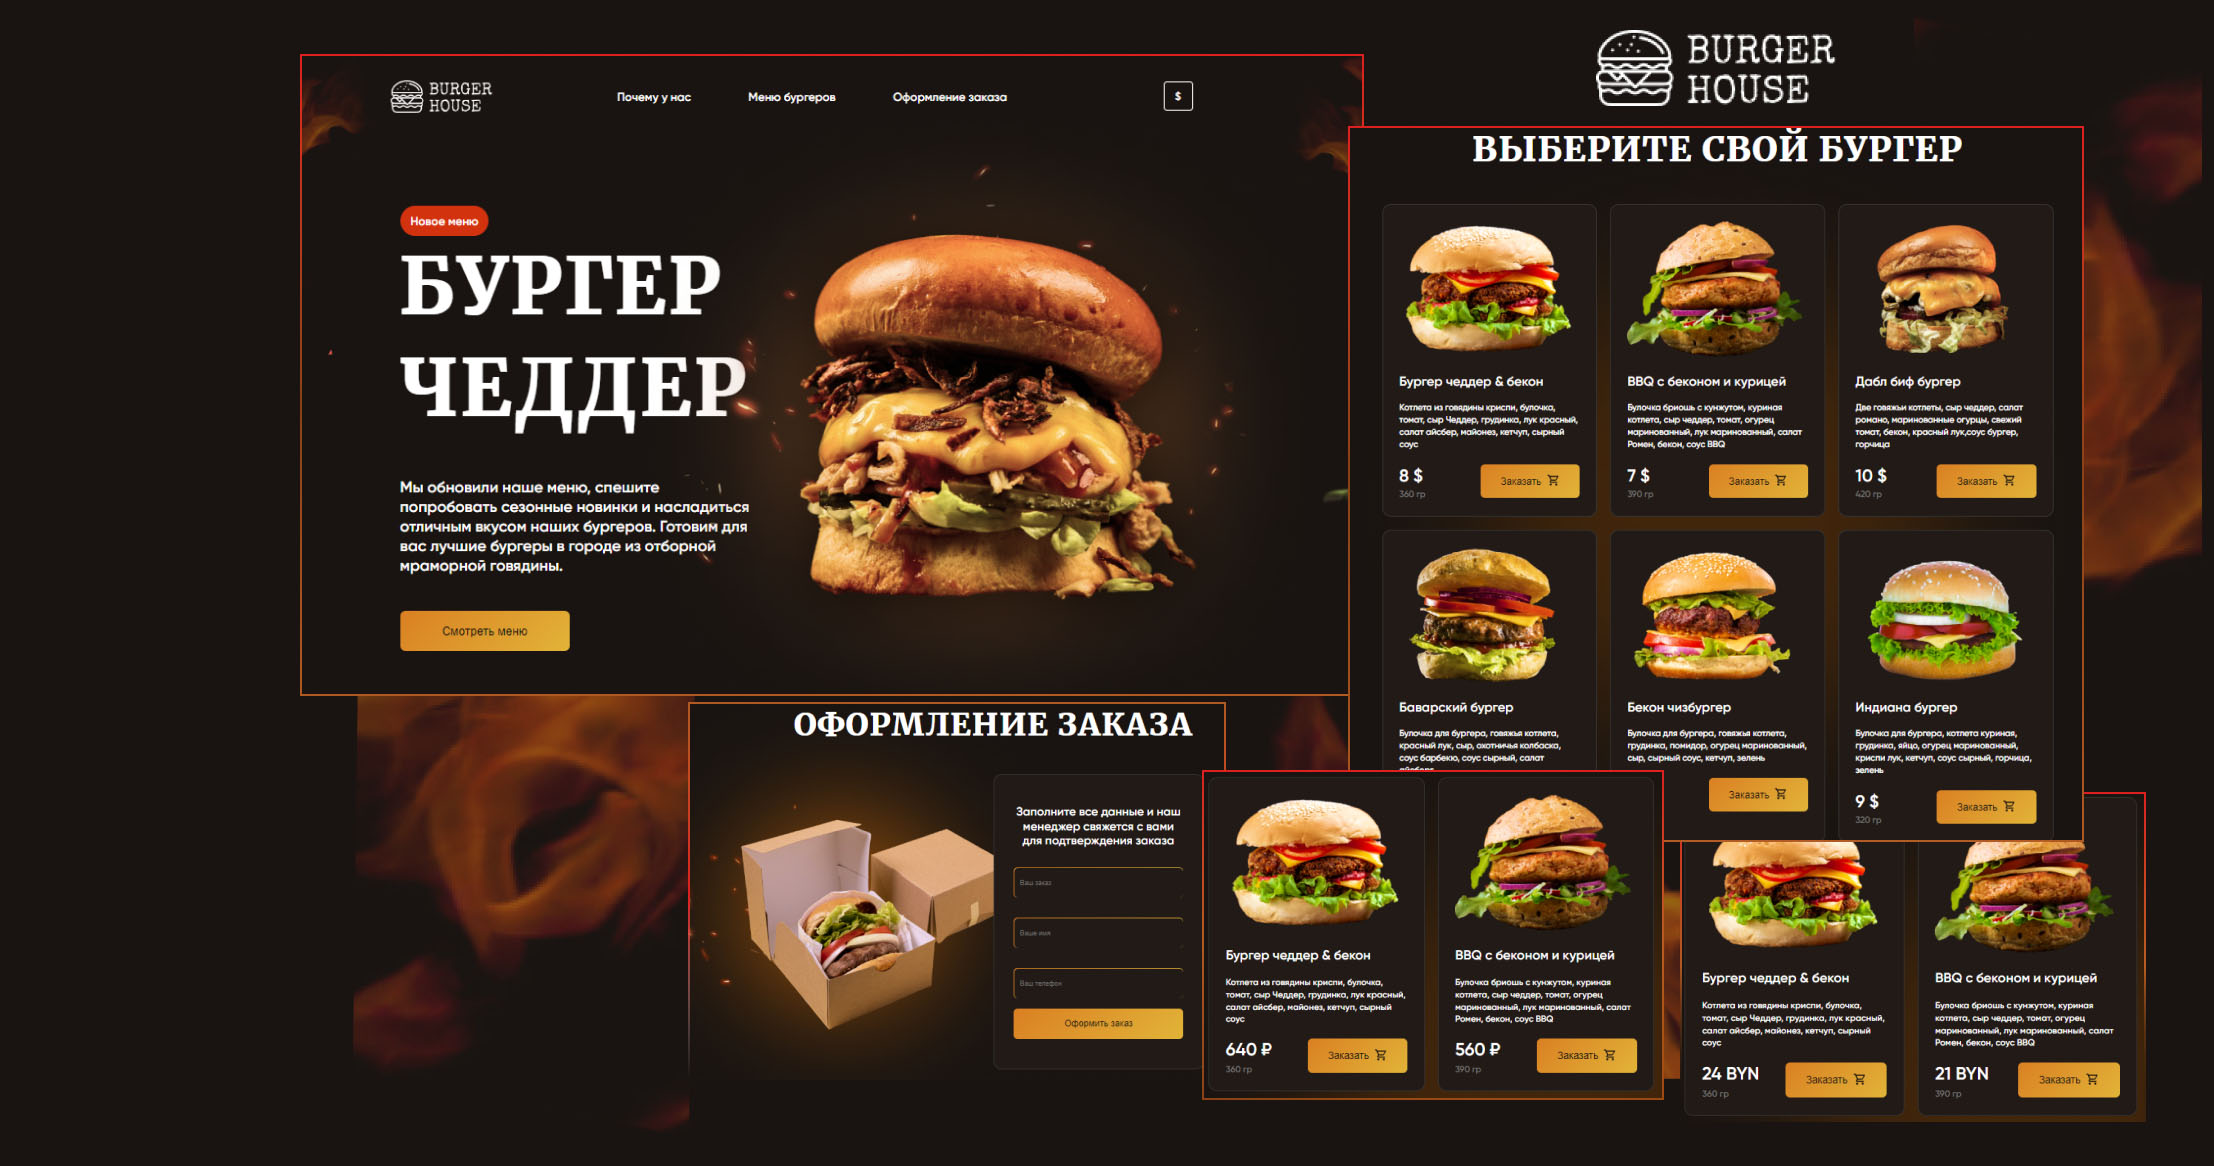 BURGER
HOUSE
Почему у нас
Меню бургеров
Оформление заказа
$
Новое меню
БУРГЕР
ЧЕДДЕР
Мы обновили наше меню, спешите
попробовать сезонные новинки и насладиться
отличным вкусом наших бургеров. Готовим для
вас лучшие бургеры в городе из отборной
мраморной говядины.
Смотреть меню
BURGER
HOUSE
ВЫБЕРИТЕ СВОЙ БУРГЕР
Бургер чеддер & бекон
Котлета из говядины криспи, булочка,
томат, сыр Чеддер, грудинка, лук красный,
салат айсбер, майонез, кетчуп, сырный
соус
8 $
360 гр
Заказать
BBQ с беконом и курицей
Булочка бриошь с кунжутом, куриная
котлета, сыр чеддер, томат, огурец
маринованный, лук маринованный, салат
Ромен, бекон, соус BBQ
7 $
390 гр
Заказать
Дабл биф бургер
Две говяжьи котлеты, сыр чеддер, салат
романо, маринованные огурцы, свежий
томат, бекон, красный лук,соус бургер,
горчица
10 $
420 гр
Заказать
Баварский бургер
Булочка для бургера, говяжья котлета,
красный лук, сыр, охотничья колбаска,
соус барбекю, соус сырный, салат
Бекон чизбургер
Булочка для бургера, говяжья котлета,
грудинка, помидор, огурец маринованный,
сыр, сырный соус, кетчуп, зелень
Заказать
Индиана бургер
Булочка для бургера, котлета куриная,
грудинка, яйцо, огурец маринованный,
криспи лук, кетчуп, соус сырный, горчица,
зелень
9 $
320 гр
Заказать
ОФОРМЛЕНИЕ ЗАКАЗА
Заполните все данные и наш
менеджер свяжется с вами
для подтверждения заказа
Ваш заказ
Ваше имя
Ваш телефон
Оформить заказ
Бургер чеддер & бекон
Котлета из говядины криспи, булочка,
томат, сыр Чеддер, грудинка, лук красный,
салат айсбер, майонез, кетчуп, сырный
соус
640 ₽
360 гр
Заказать
BBQ с беконом и курицей
Булочка бриошь с кунжутом, куриная
котлета, сыр чеддер, томат, огурец
маринованный, лук маринованный, салат
Ромен, бекон, соус BBQ
560 ₽
390 гр
Заказать
Бургер чеддер & бекон
Котлета из говядины криспи, булочка,
томат, сыр Чеддер, грудинка, лук красный,
салат айсбер, майонез, кетчуп, сырный
соус
24 BYN
360 гр
Заказать
BBQ с беконом и курицей
Булочка бриошь с кунжутом, куриная
котлета, сыр чеддер, томат, огурец
маринованный, лук маринованный, салат
Ромен, бекон, соус BBQ
21 BYN
390 гр
Заказать